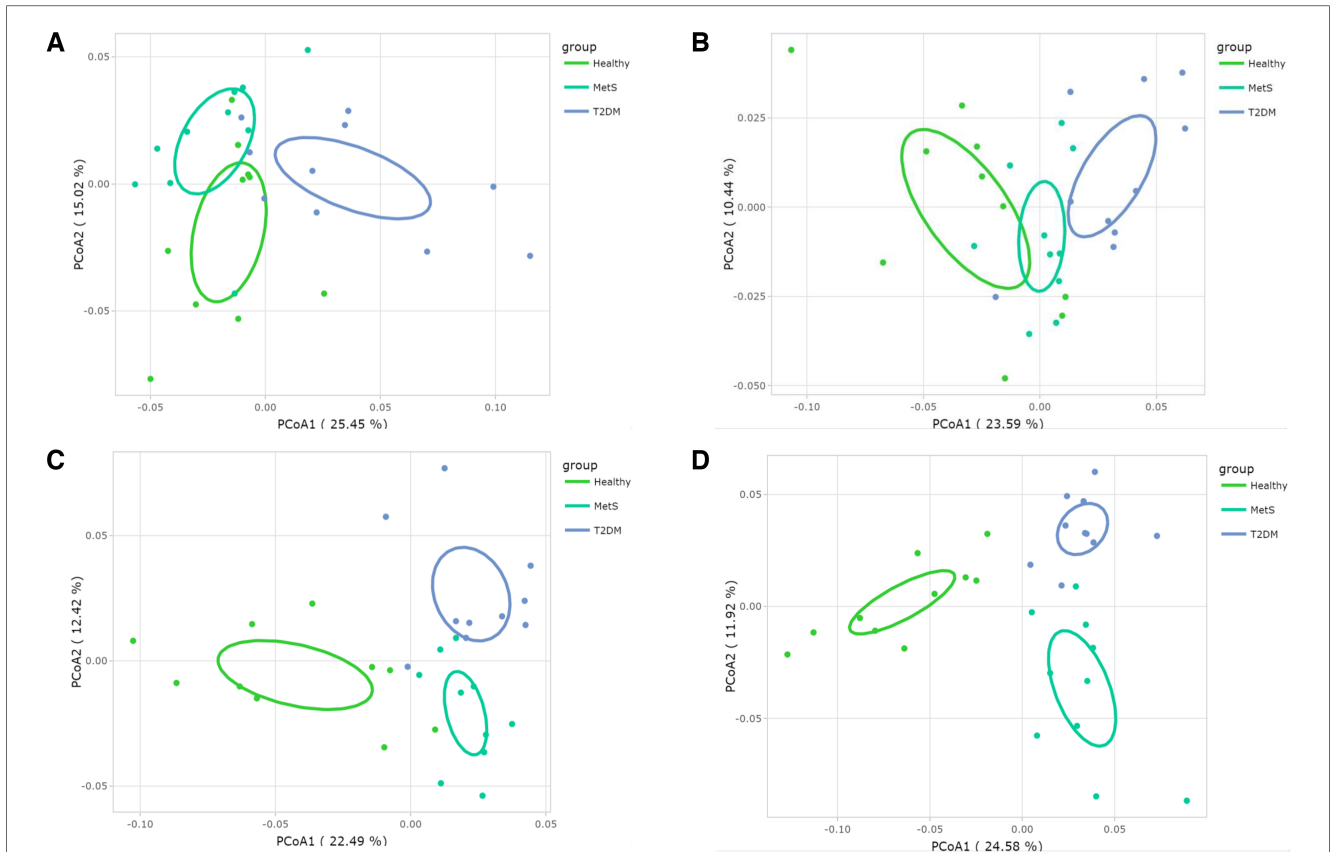 A
group
Healthy
MetS
T2DM
0.05
0.00
-0.05
PCoA2 ( 15.02 %)
-0.05
0.00
0.05
0.10
PCoA1 ( 25.45 %)
B
group
Healthy
MetS
T2DM
0.025
0.000
-0.025
-0.050
PCoA2 ( 10.44 %)
-0.10
-0.05
0.00
0.05
PCoA1 ( 23.59 %)
C
group
Healthy
MetS
T2DM
0.05
0.00
-0.05
PCoA2 ( 12.42 %)
-0.10
-0.05
0.00
0.05
PCoA1 ( 22.49 %)
D
group
Healthy
MetS
T2DM
0.05
0.00
-0.05
PCoA2 ( 11.92 %)
-0.10
-0.05
0.00
0.05
PCoA1 ( 24.58 %)